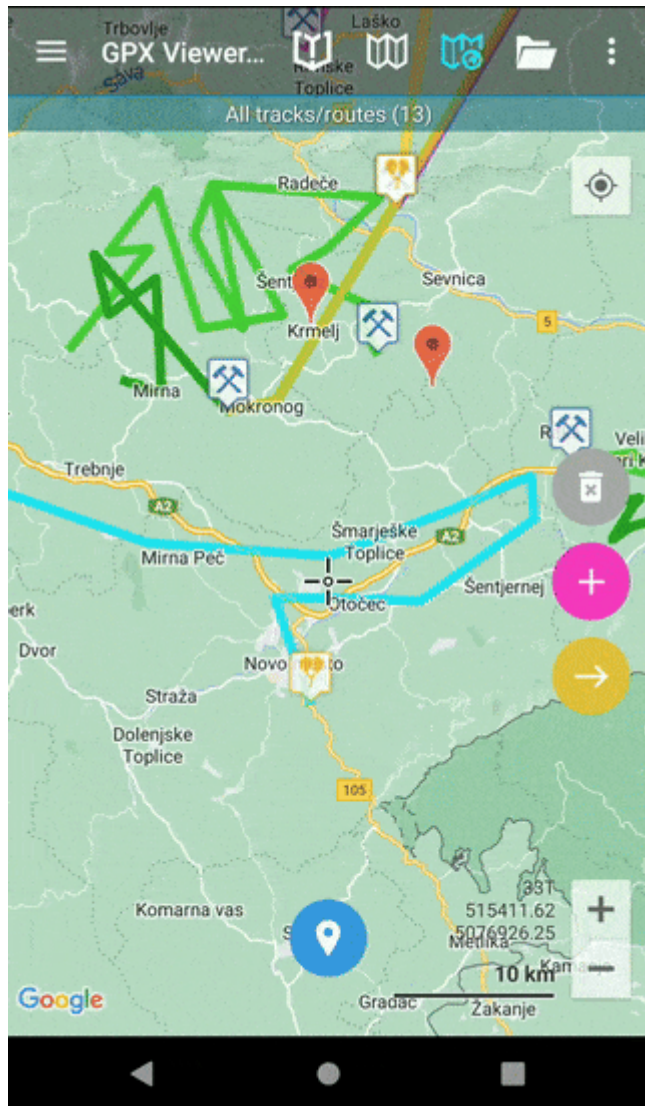 Trbovlje
Laško
GPX Viewer...
Toplice
Sava
All tracks/routes (13)
Radeče
Šent
Sevnica
Krmelj
5
Mirna
Mokronog
Trebnje
A2
Šmarješke
Toplice
A2
Mirna Peč
Šentjernej
Otočec
Dvor
Novo
Straža
Dolenjske
Toplice
105
Komarna vas
33T
515411.62
5076926.25
Metlika
10 km
Google
Gradac
Žakanje